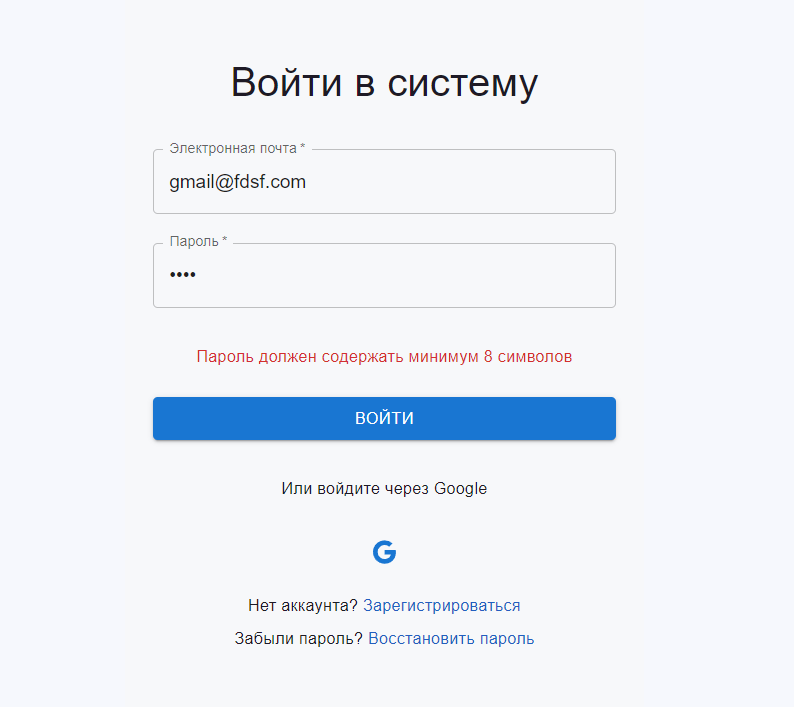 Войти в систему
Электронная почта *
gmail@fdsf.com
Пароль *
••••
Пароль должен содержать минимум 8 символов
ВОЙТИ
Или войдите через Google
G
Нет аккаунта? Зарегистрироваться
Забыли пароль? Восстановить пароль